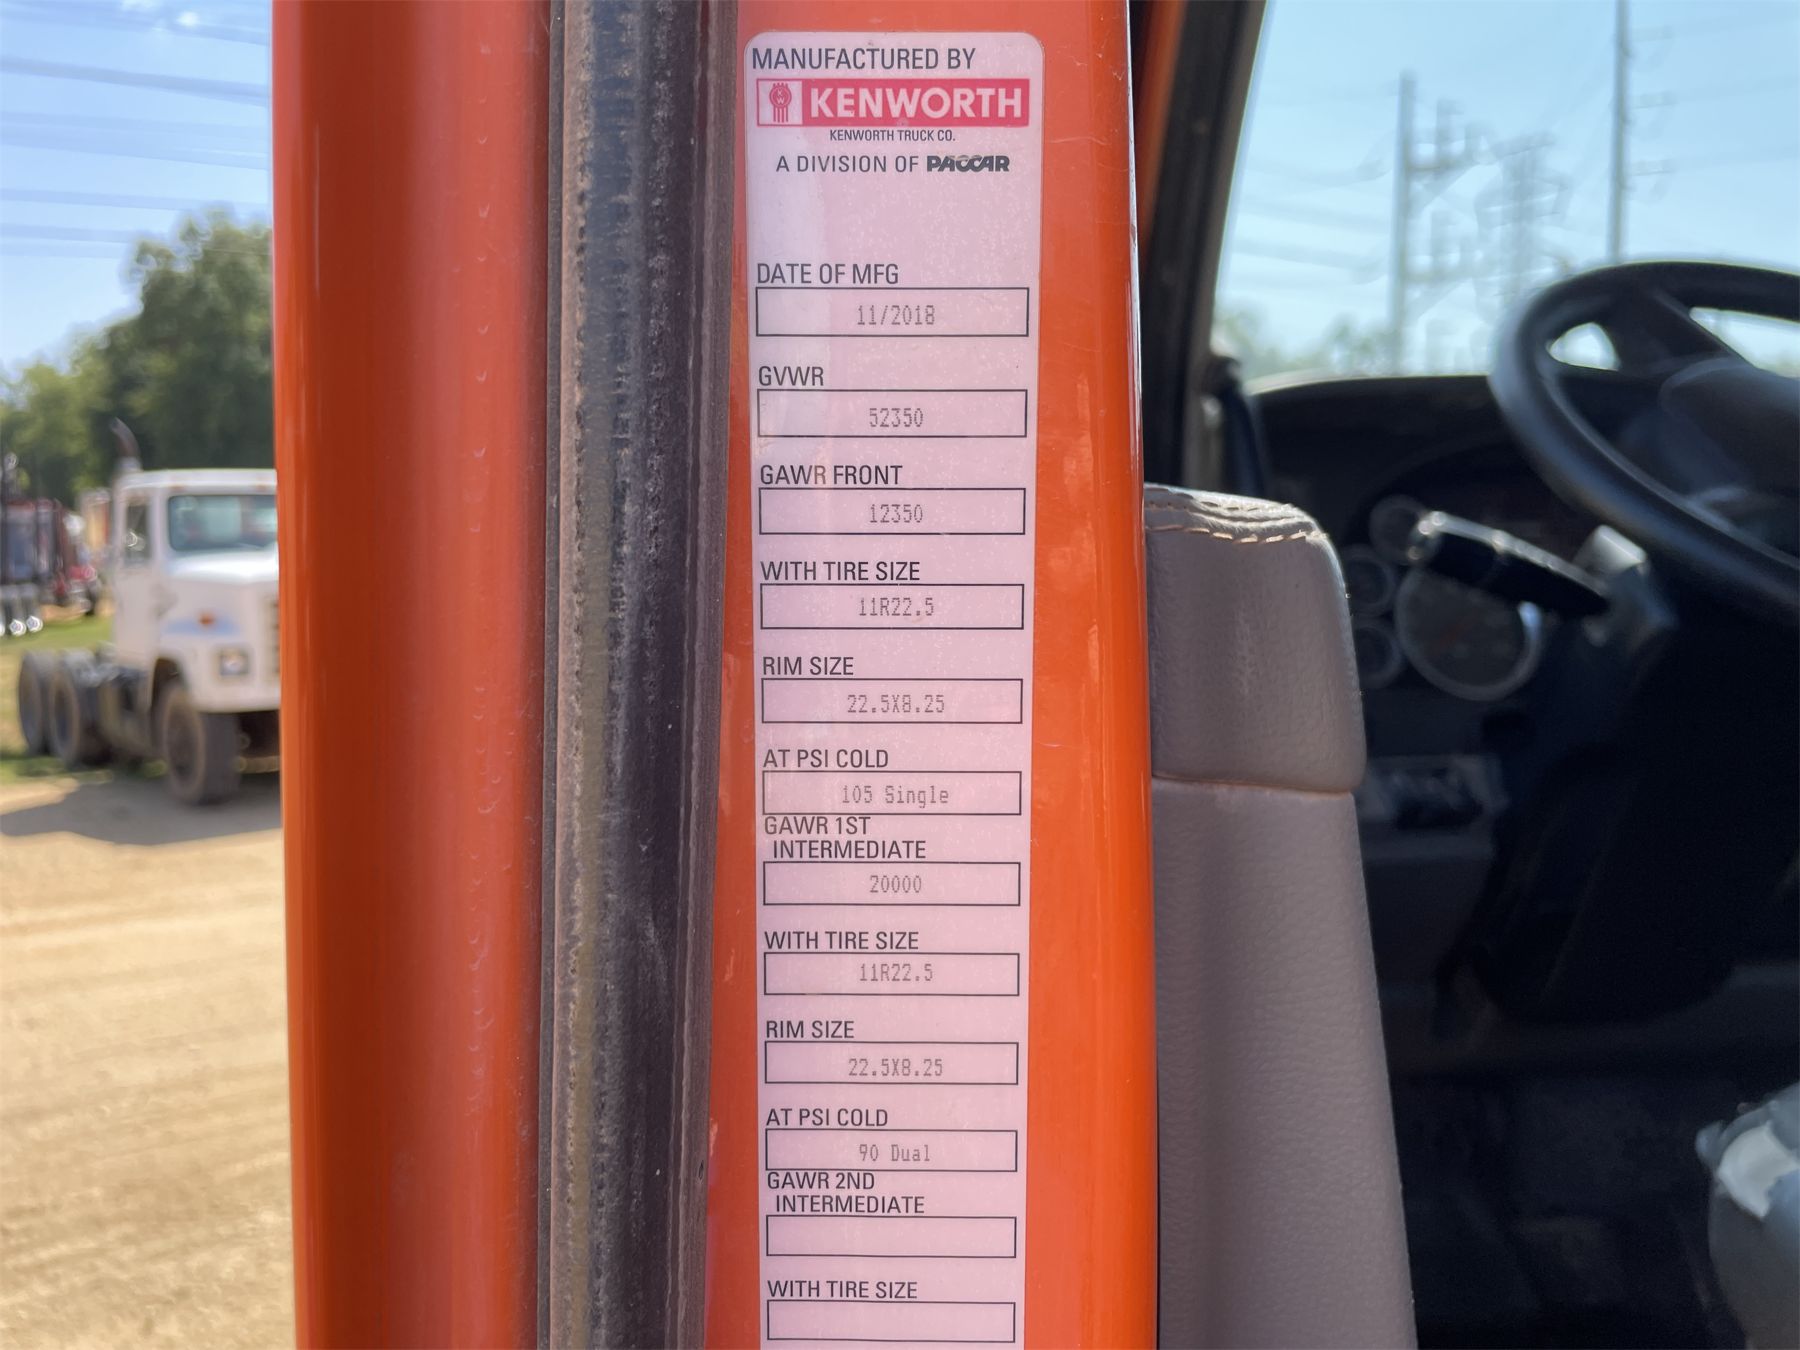 MANUFACTURED BY
KW KENWORTH
KENWORTH TRUCK CO.
A DIVISION OF PACCAR
DATE OF MFG
11/2018
GVWR
52350
GAWR FRONT
12350
WITH TIRE SIZE
11R22.5
RIM SIZE
22.5X8.25
AT PSI COLD
105 Single
GAWR 1ST
INTERMEDIATE
20000
WITH TIRE SIZE
11R22.5
RIM SIZE
22.5X8.25
AT PSI COLD
90 Dual
GAWR 2ND
INTERMEDIATE
WITH TIRE SIZE